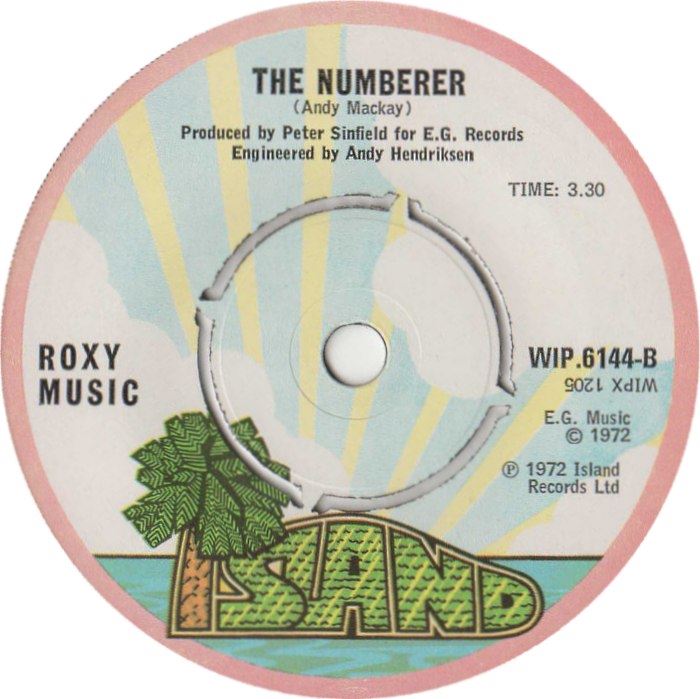 THE NUMBERER
(Andy Mackay)
Produced by Peter Sinfield for E.G. Records
Engineered by Andy Hendriksen
TIME: 3.30
ROXY
MUSIC
WIP.6144-B
WIPX 1205
E.G. Music
© 1972
℗ 1972 Island
Records Ltd
ISLAND